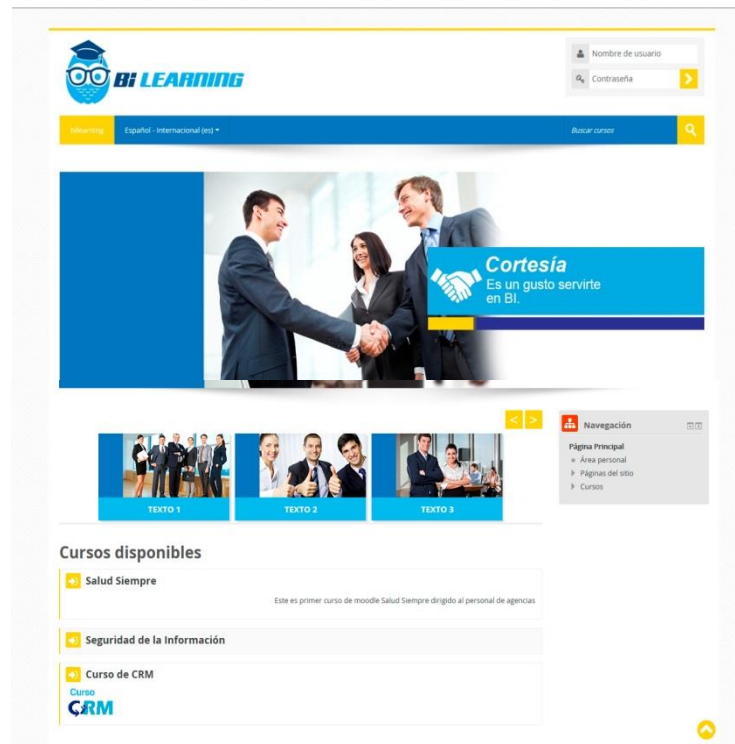 Bi LEARNING
Nombre de usuario
Contraseña
bilearning
Español - Internacional (es)
Buscar cursos
Cortesía
Es un gusto servirte
en BI.
< >
Navegación
Página Principal
Área personal
Páginas del sitio
Cursos
TEXTO 1
TEXTO 2
TEXTO 3
Cursos disponibles
Salud Siempre
Este es primer curso de moodle Salud Siempre dirigido al personal de agencias
Seguridad de la Información
Curso de CRM
Curso
CRM